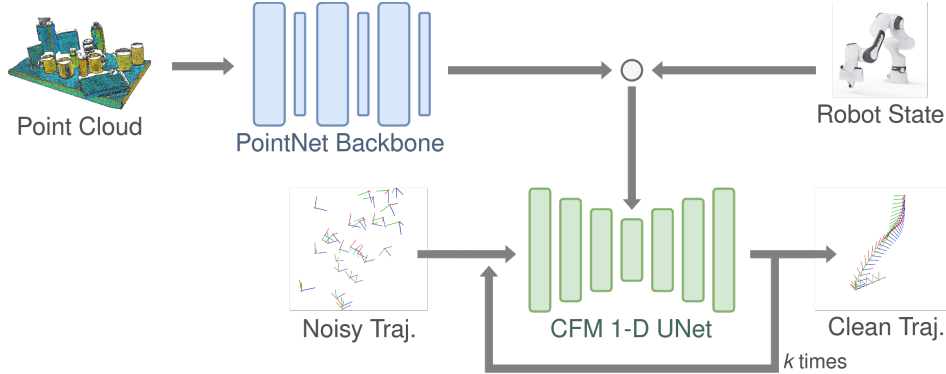 Point Cloud
PointNet Backbone
Robot State
Noisy Traj.
CFM 1-D UNet
Clean Traj.
k times